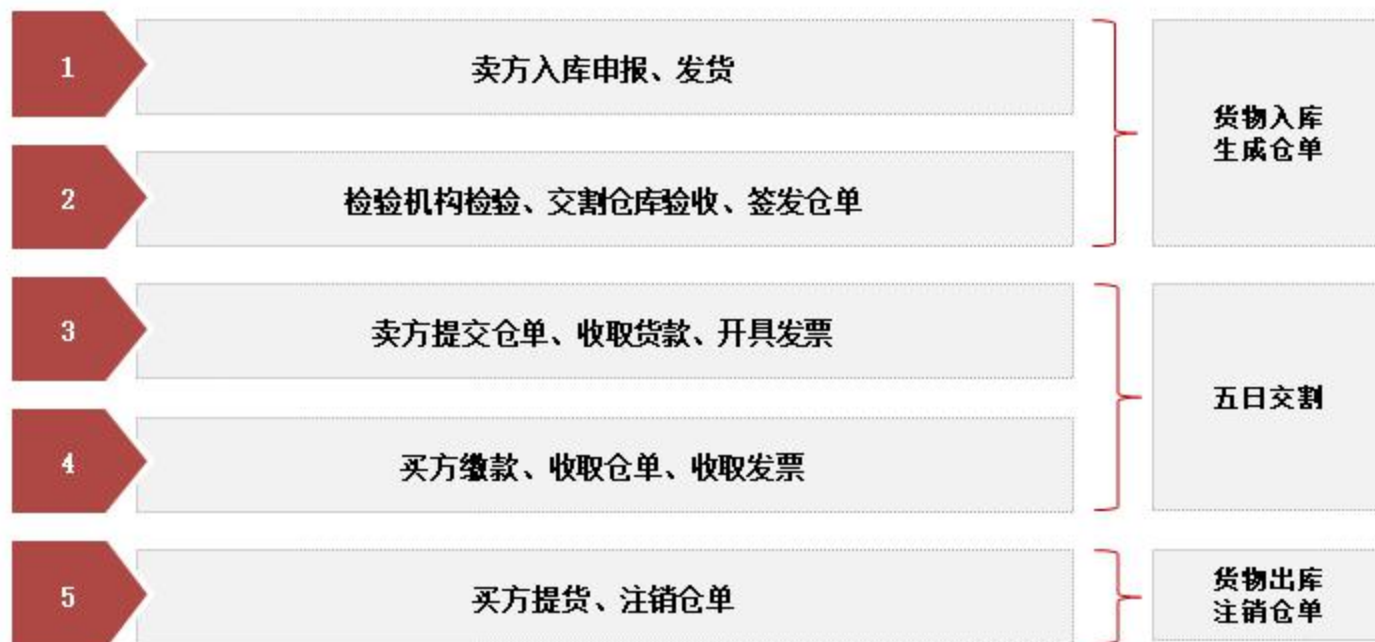 1
卖方入库申报、发货
2
检验机构检验、交割仓库验收、签发仓单
货物入库
生成仓单
3
卖方提交仓单、收取货款、开具发票
4
买方缴款、收取仓单、收取发票
五日交割
5
买方提货、注销仓单
货物出库
注销仓单